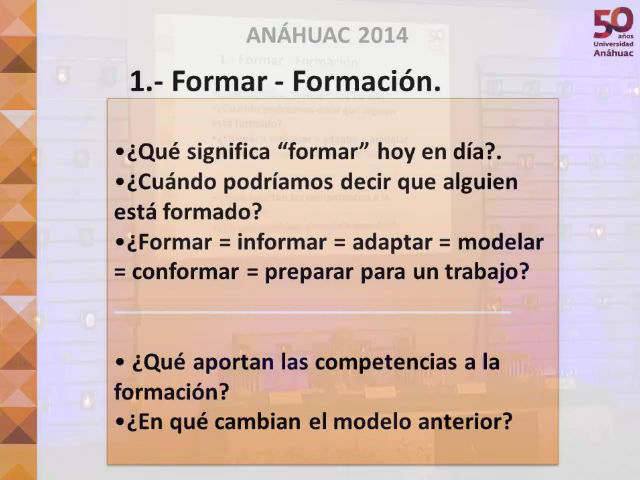 ANÁHUAC 2014
50
años
Universidad
Anáhuac
1.- Formar - Formación.
•¿Qué significa “formar” hoy en día?.
•¿Cuándo podríamos decir que alguien
está formado?
•¿Formar = informar = adaptar = modelar
= conformar = preparar para un trabajo?
• ¿Qué aportan las competencias a la
formación?
•¿En qué cambian el modelo anterior?